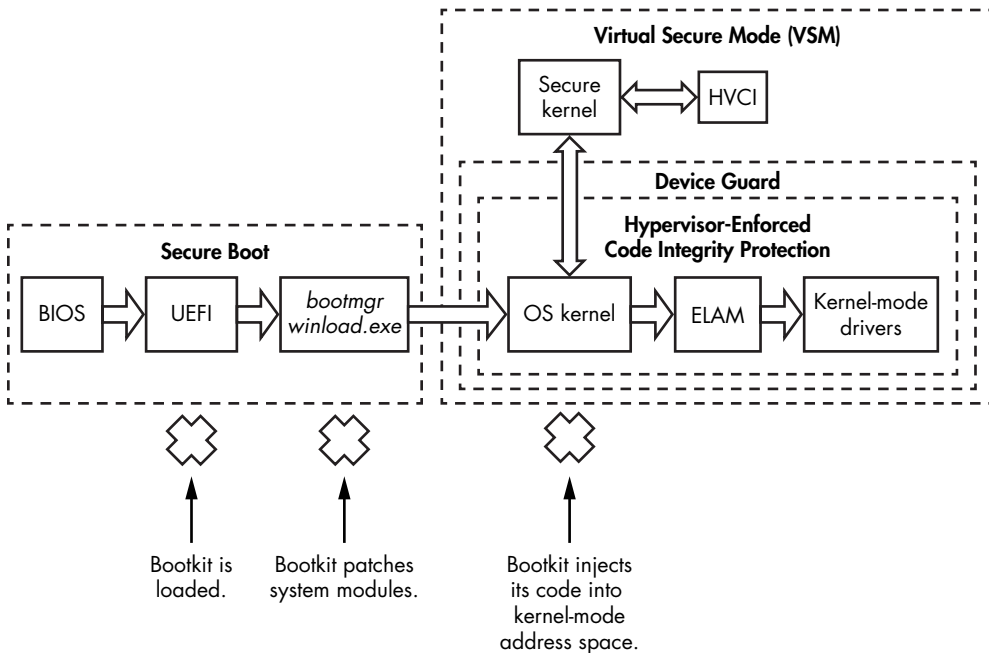 Virtual Secure Mode (VSM)
Secure
kernel
HVCI
Device Guard
Hypervisor-Enforced
Code Integrity Protection
Secure Boot
BIOS
UEFI
bootmgr
winload.exe
OS kernel
ELAM
Kernel-mode
drivers
Bootkit is
loaded.
Bootkit patches
system modules.
Bootkit injects
its code into
kernel-mode
address space.